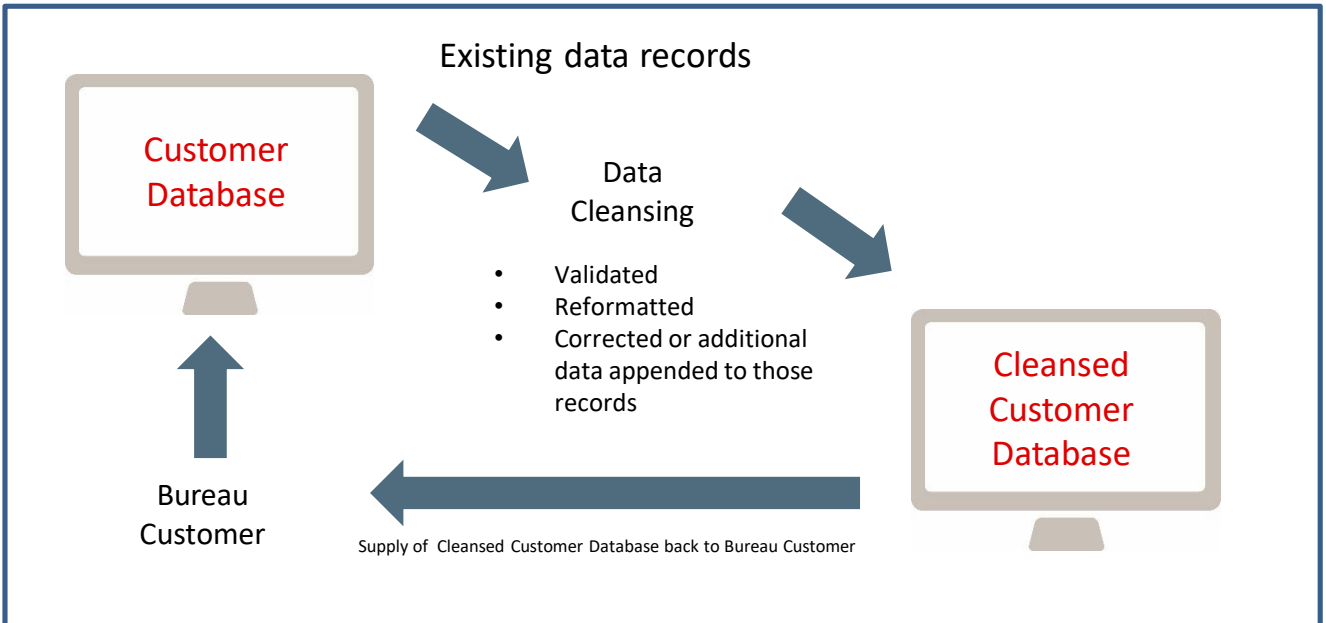 Existing data records
Customer
Database
Data
Cleansing
• Validated
• Reformatted
• Corrected or additional
data appended to those
records
Cleansed
Customer
Database
Bureau
Customer
Supply of Cleansed Customer Database back to Bureau Customer